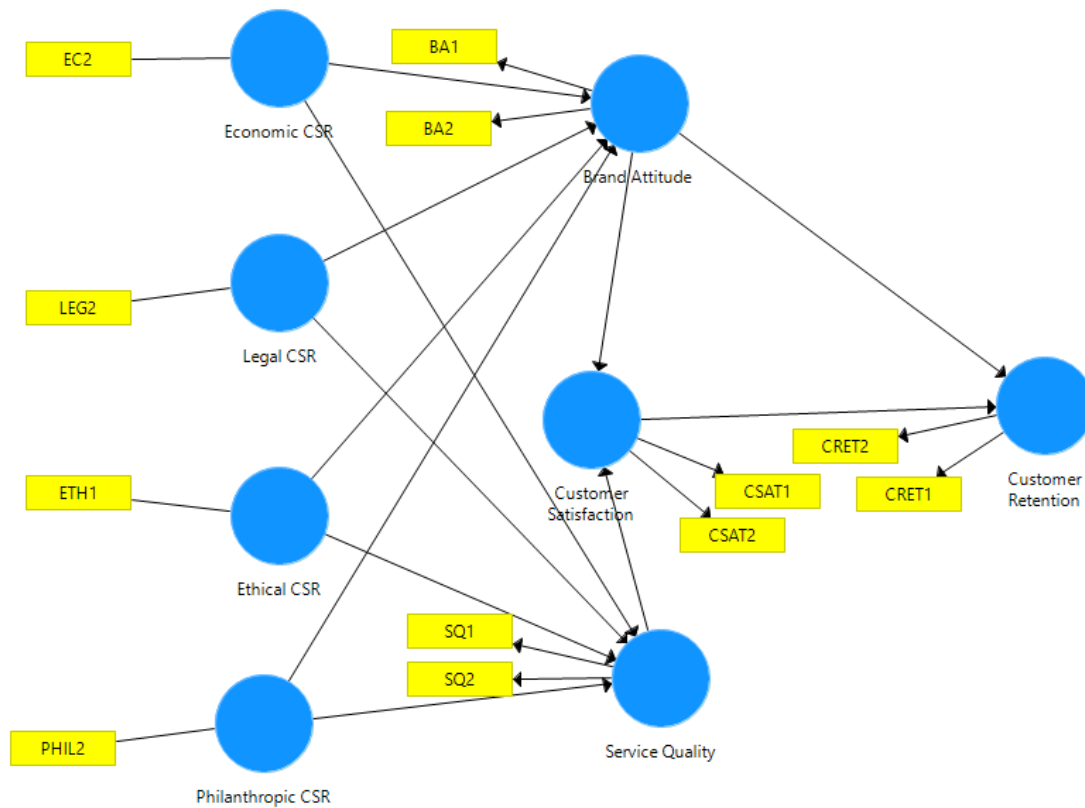 EC2
BA1
BA2
Economic CSR
Brand Attitude
LEG2
Legal CSR
CRET2
CRET1
Customer
Retention
ETH1
Customer
Satisfaction
CSAT1
CSAT2
Ethical CSR
SQ1
SQ2
PHIL2
Service Quality
Philanthropic CSR